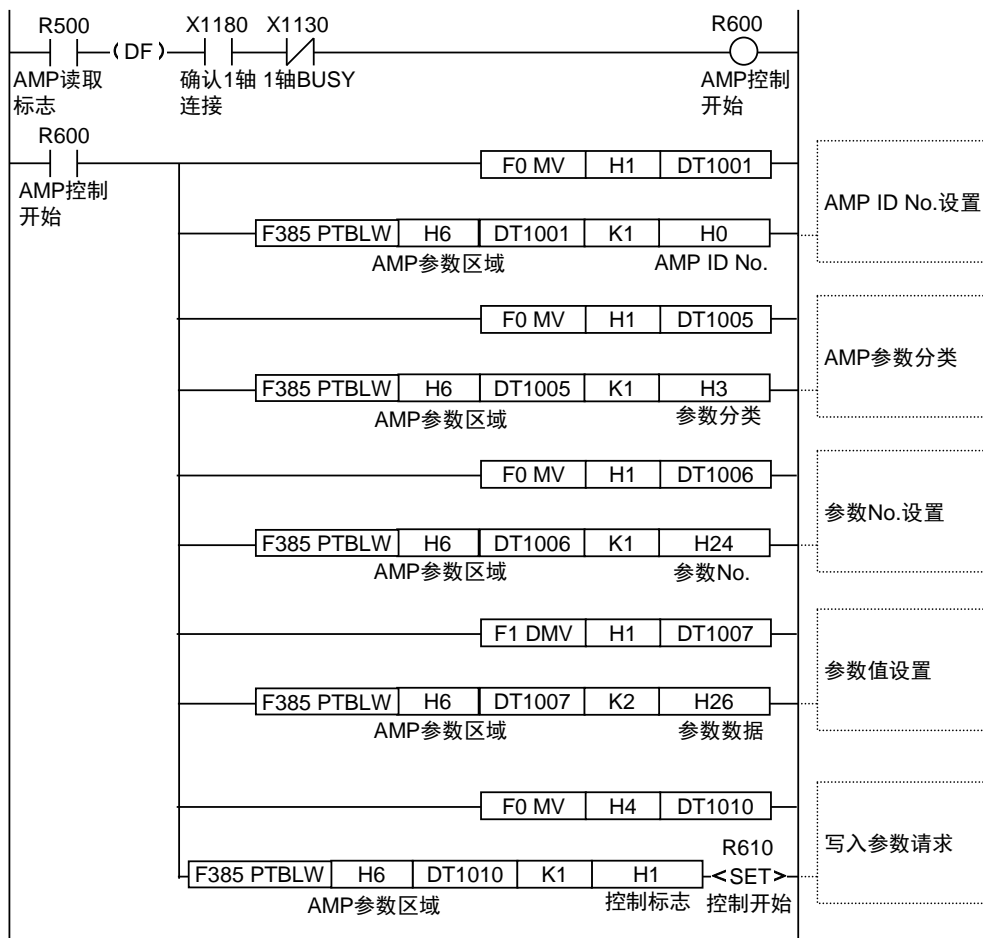 R500 X1180 X1130 R600
(DF)
AMP读取 确认1轴 1轴BUSY AMP控制
标志 连接 开始
R600
AMP控制
开始
F0 MV H1 DT1001
AMP ID No.设置
F385 PTBLW H6 DT1001 K1 H0
AMP参数区域 AMP ID No.
F0 MV H1 DT1005
AMP参数分类
F385 PTBLW H6 DT1005 K1 H3
AMP参数区域 参数分类
F0 MV H1 DT1006
参数No.设置
F385 PTBLW H6 DT1006 K1 H24
AMP参数区域 参数No.
F1 DMV H1 DT1007
参数值设置
F385 PTBLW H6 DT1007 K2 H26
AMP参数区域 参数数据
F0 MV H4 DT1010
写入参数请求
R610
F385 PTBLW H6 DT1010 K1 H1 <SET>
AMP参数区域 控制标志 控制开始